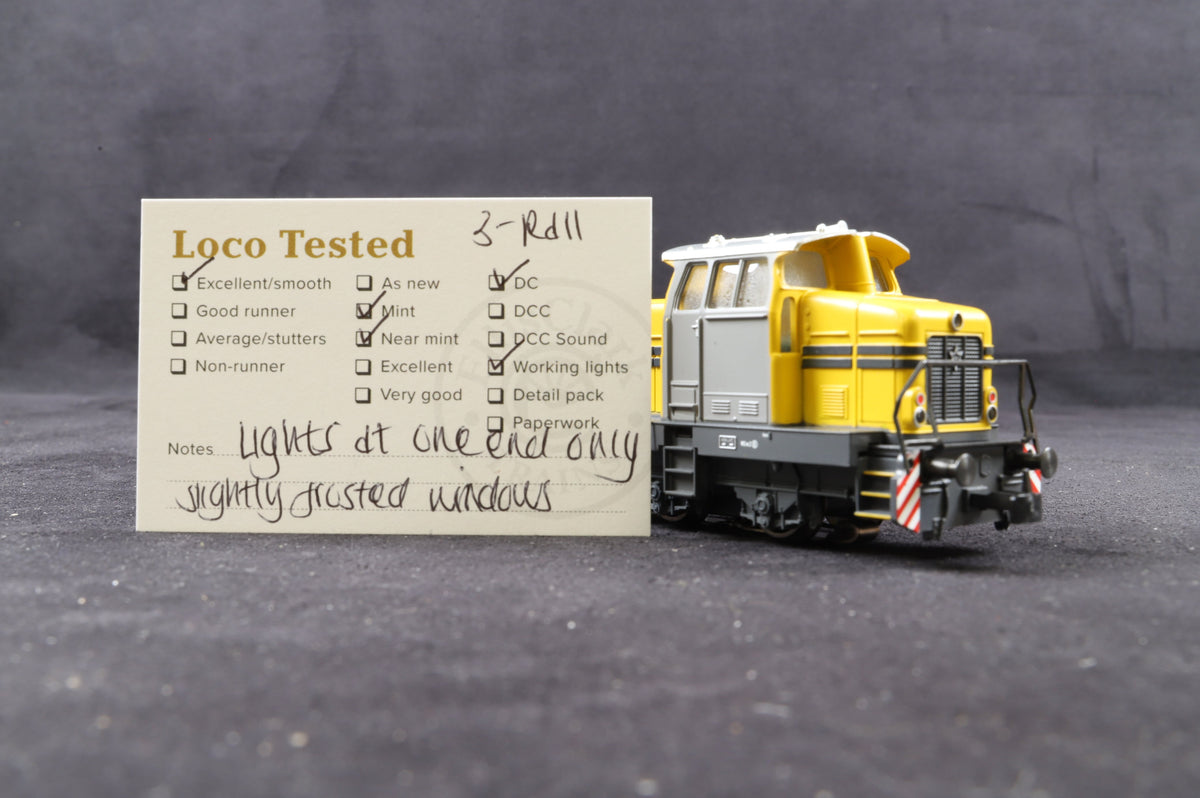 3-Rail
Loco Tested
Excellent/smooth
Good runner
Average/stutters
Non-runner
As new
Mint
Near mint
Excellent
Very good
DC
DCC
DCC Sound
Working lights
Detail pack
Paperwork
Notes Lights at one end only
slightly frosted windows